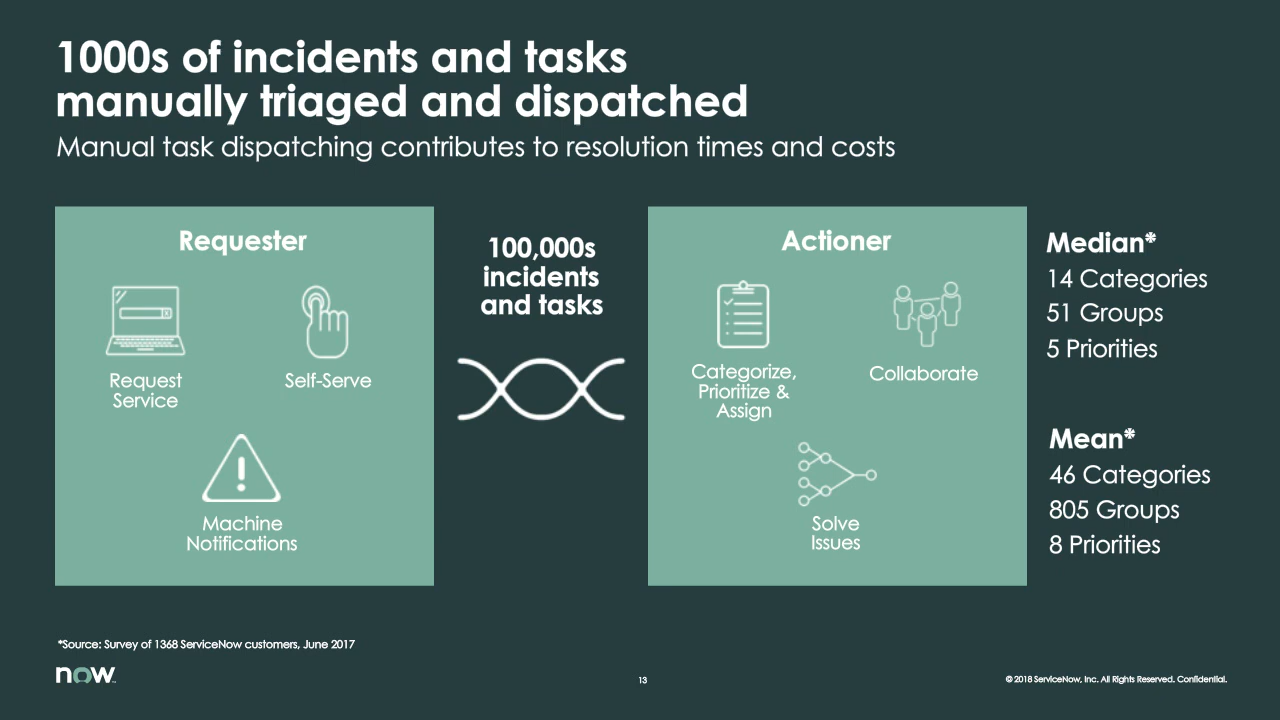 1000s of incidents and tasks
manually triaged and dispatched
Manual task dispatching contributes to resolution times and costs
Requester
Request
Service
Self-Serve
Machine
Notifications
100,000s
incidents
and tasks
Actioner
Categorize,
Prioritize &
Assign
Collaborate
Solve
Issues
Median*
14 Categories
51 Groups
5 Priorities
Mean*
46 Categories
805 Groups
8 Priorities
*Source: Survey of 1368 ServiceNow customers, June 2017
now
13
© 2018 ServiceNow, Inc. All Rights Reserved. Confidential.